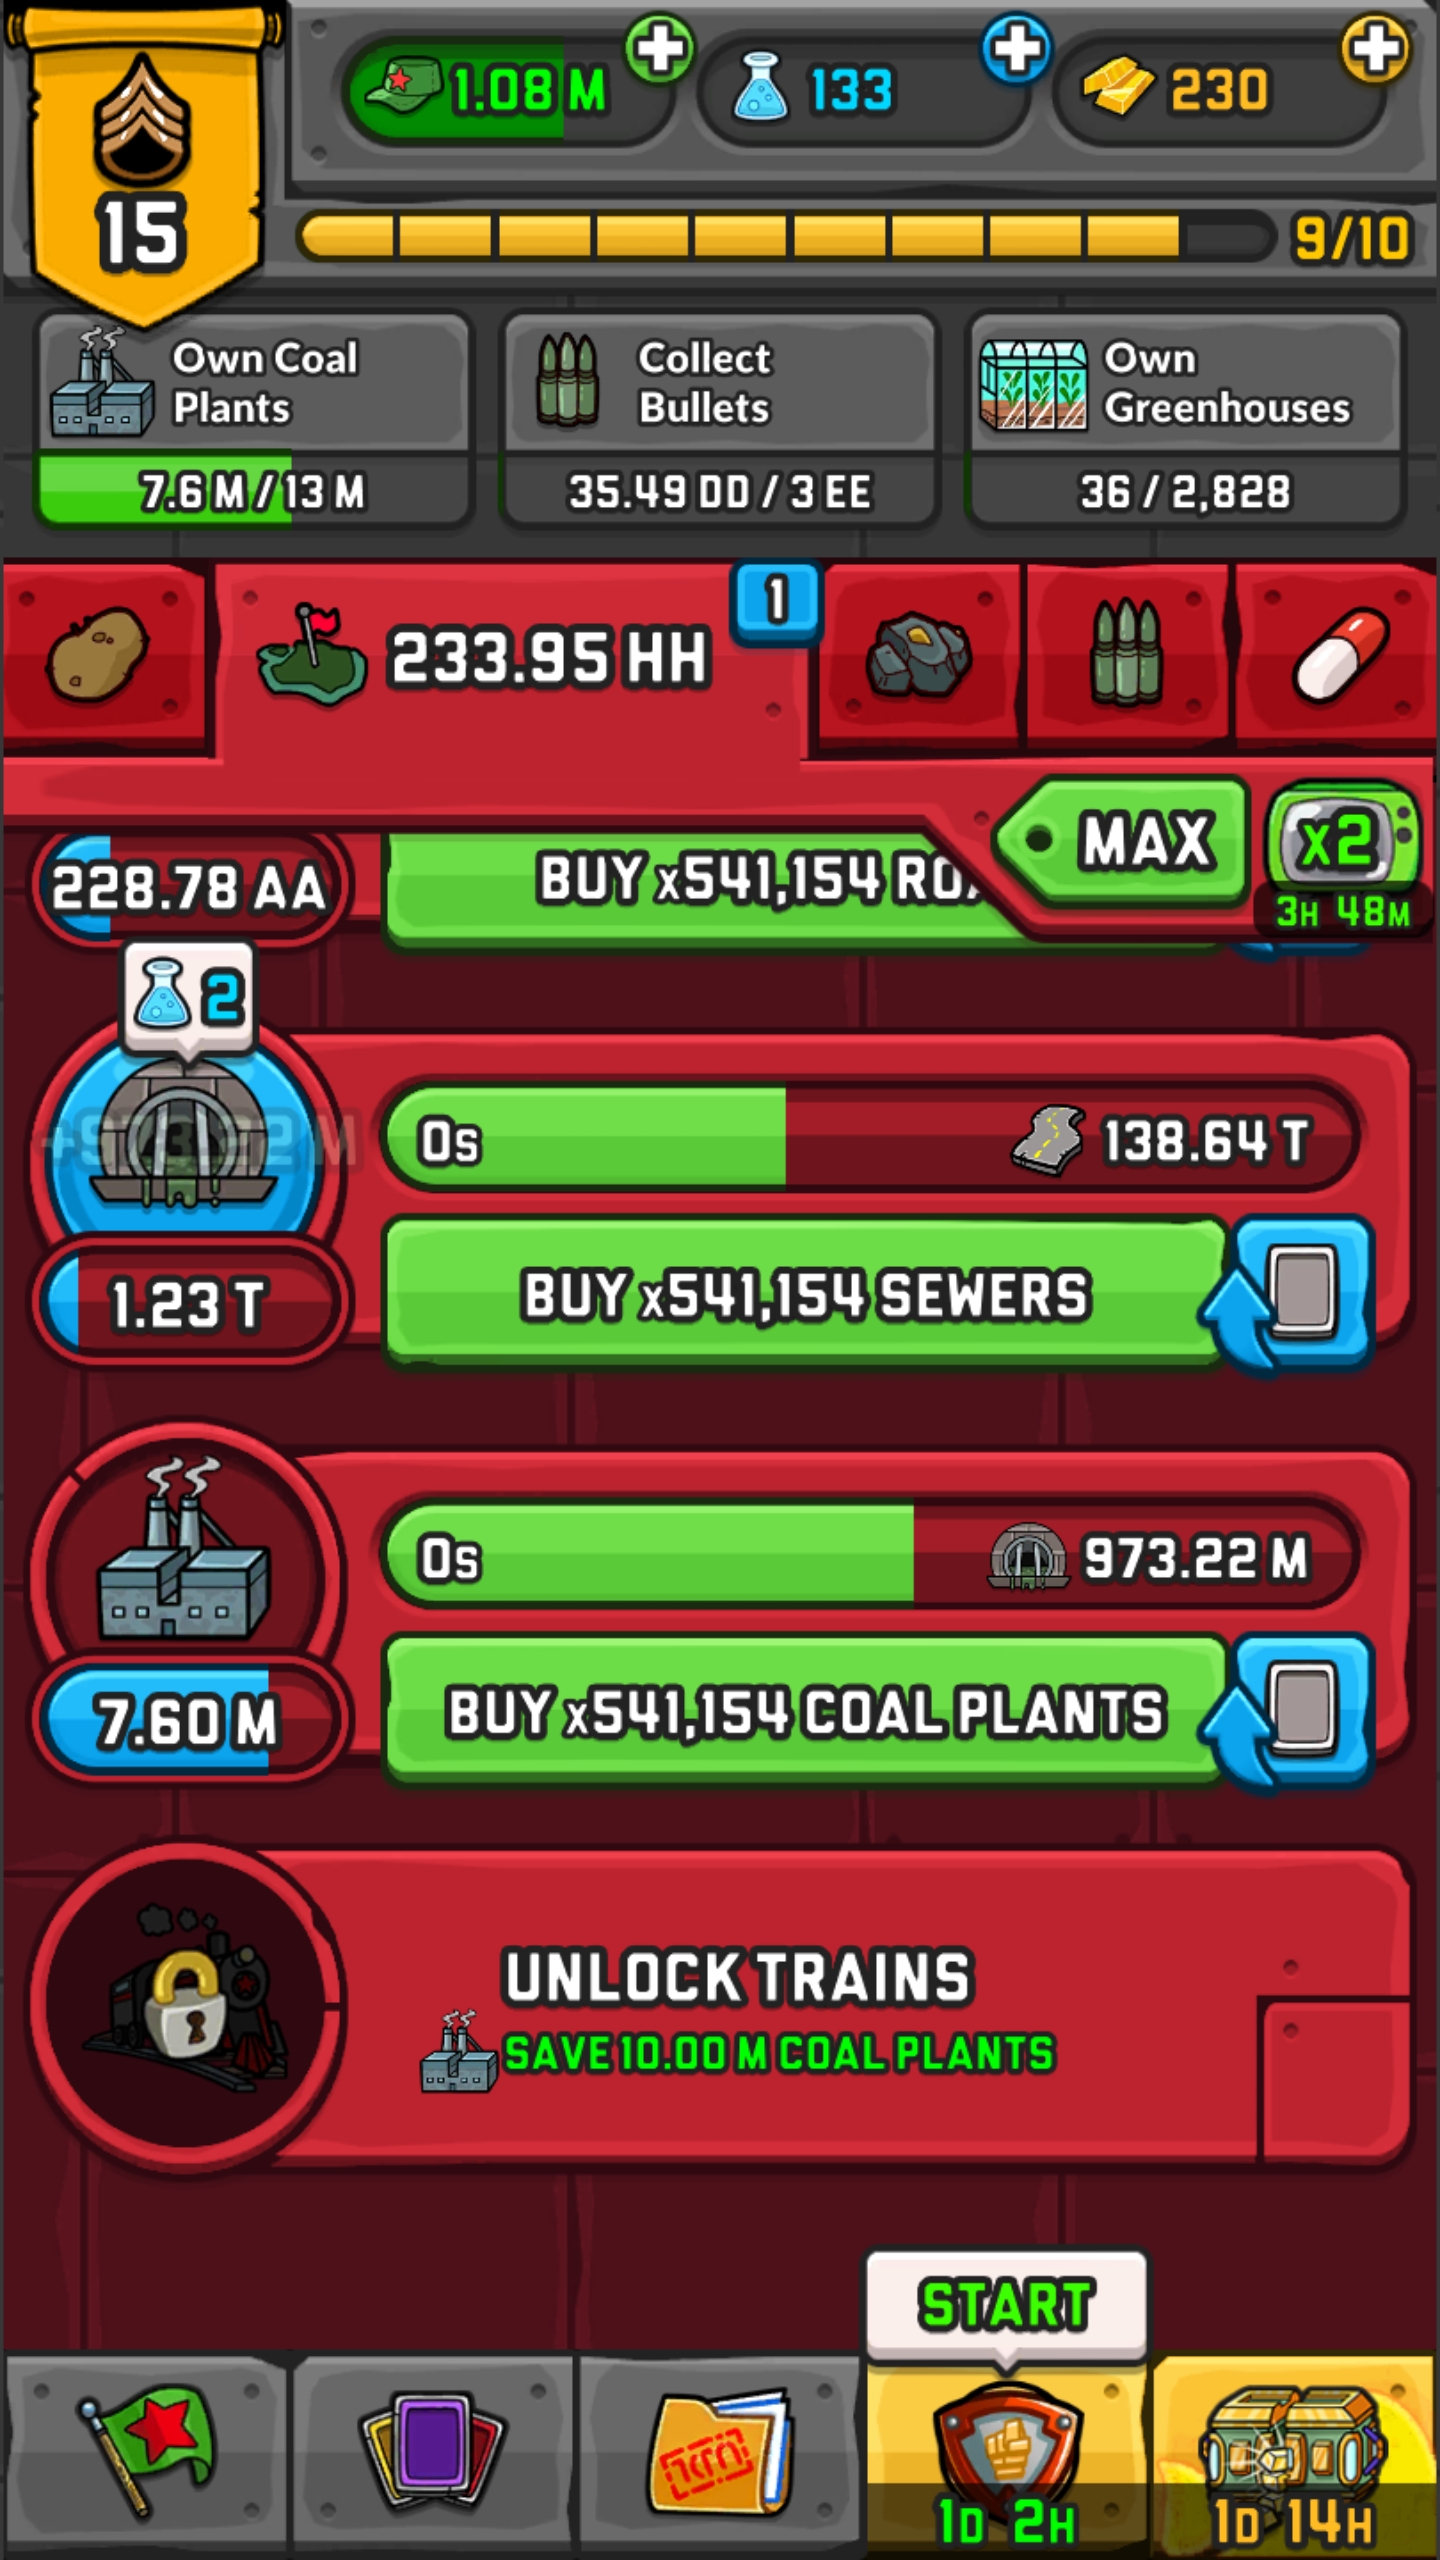 15
1.08 M
133
230
9/10
Own Coal
Plants
7.6 M / 13 M
Collect
Bullets
35.49 DD / 3 EE
Own
Greenhouses
36 / 2,828
233.95 HH
1
MAX
x2
3H 48M
228.78 AA
BUY x541,154
2
+973.22 M
0s
138.64 T
1.23 T
BUY x541,154 SEWERS
0s
973.22 M
7.60 M
BUY x541,154 COAL PLANTS
UNLOCK TRAINS
SAVE 10.00 M COAL PLANTS
START
1D 2H
1D 14H